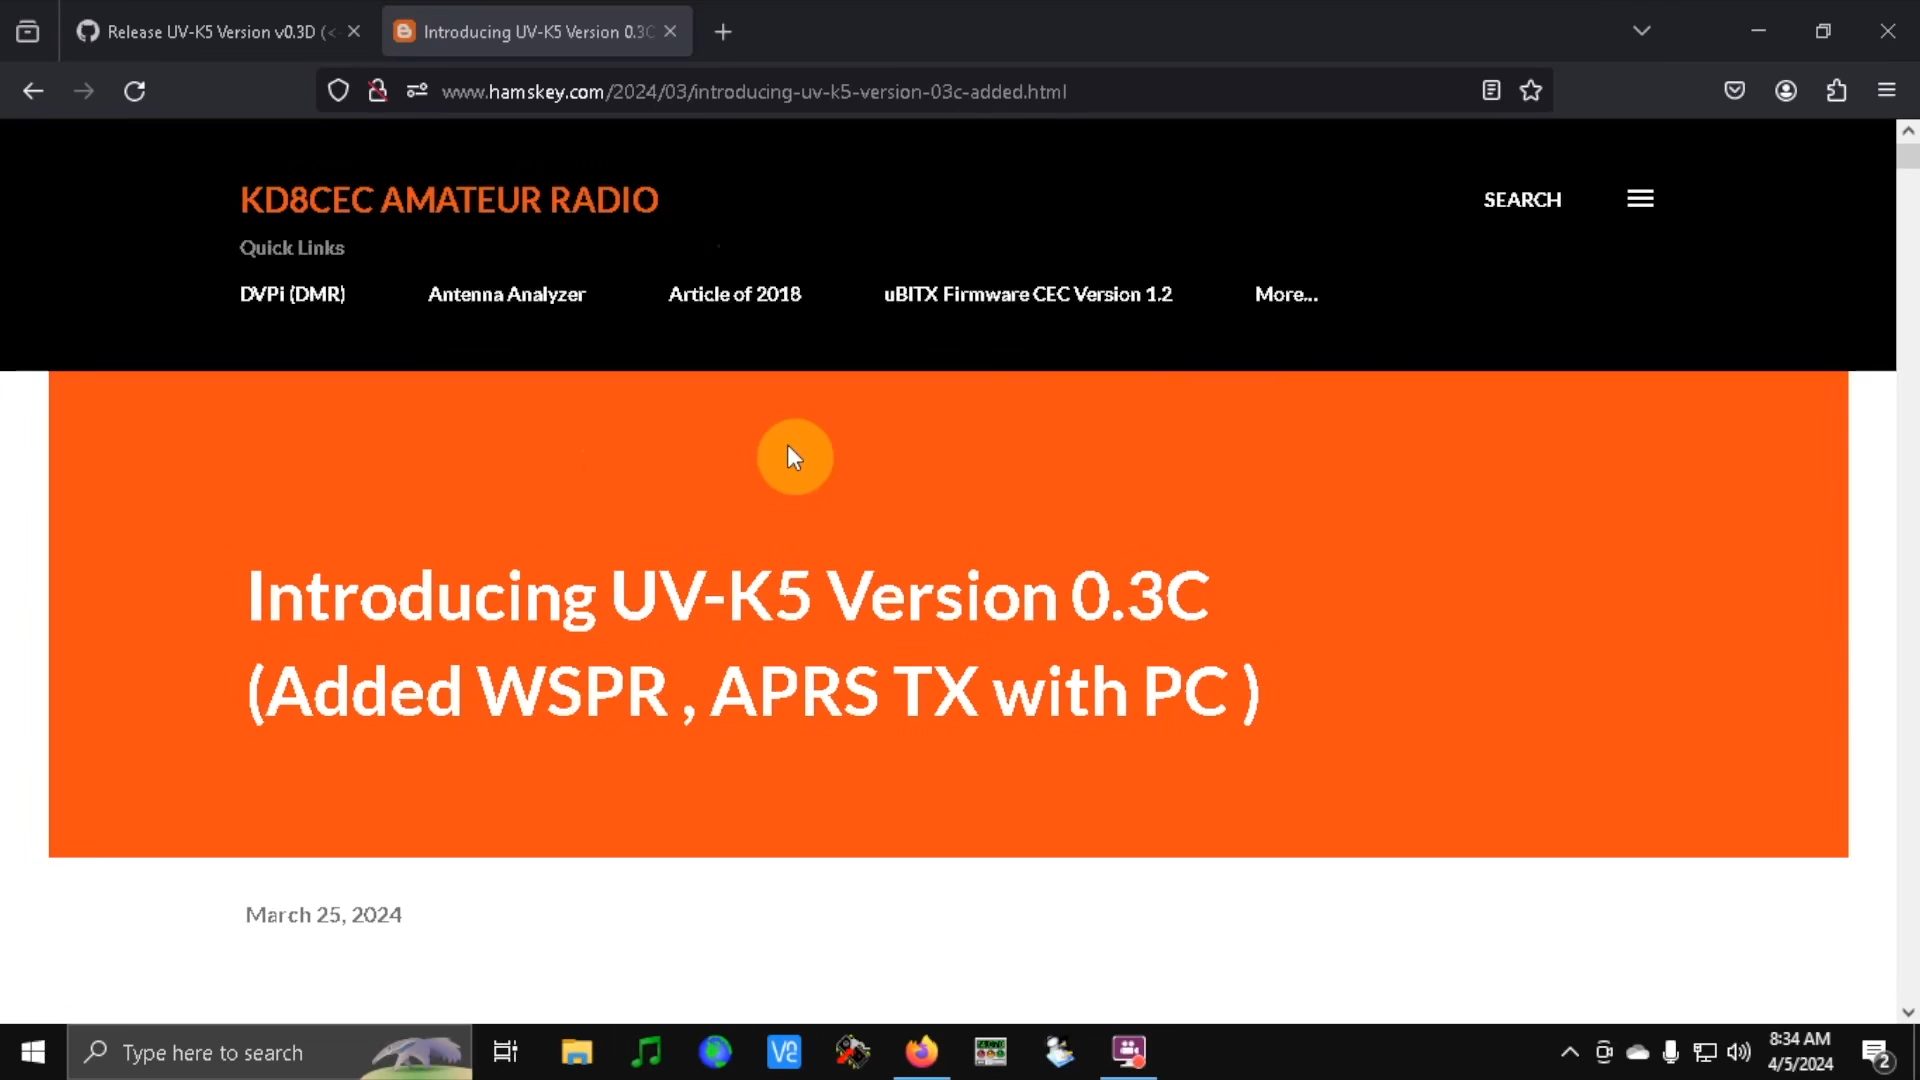 Release UV-K5 Version v0.3D (<
Introducing UV-K5 Version 0.3C
www.hamskey.com/2024/03/introducing-uv-k5-version-03c-added.html
KD8CEC AMATEUR RADIO
SEARCH
Quick Links
DVPi (DMR) Antenna Analyzer Article of 2018 uBITX Firmware CEC Version 1.2 More...
Introducing UV-K5 Version 0.3C
(Added WSPR , APRS TX with PC )
March 25, 2024
Type here to search
8:34 AM
4/5/2024
2